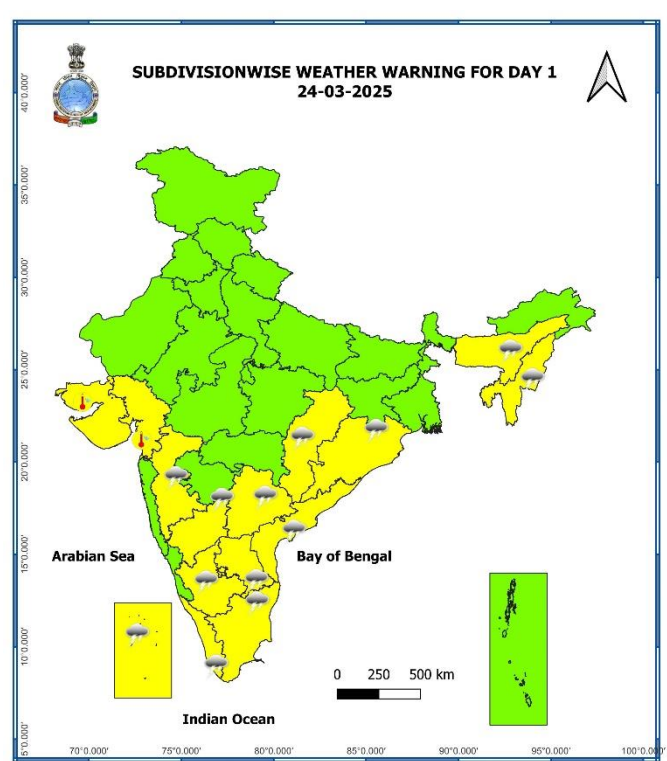 SUBDIVISIONWISE WEATHER WARNING FOR DAY 1
24-03-2025
40°0.000'
35°0.000'
30°0.000'
25°0.000'
20°0.000'
15°0.000'
10°0.000'
5°0.000'
Arabian Sea
Bay of Bengal
0 250 500 km
Indian Ocean
70°0.000' 75°0.000' 80°0.000' 85°0.000' 90°0.000' 95°0.000' 100°0.000'